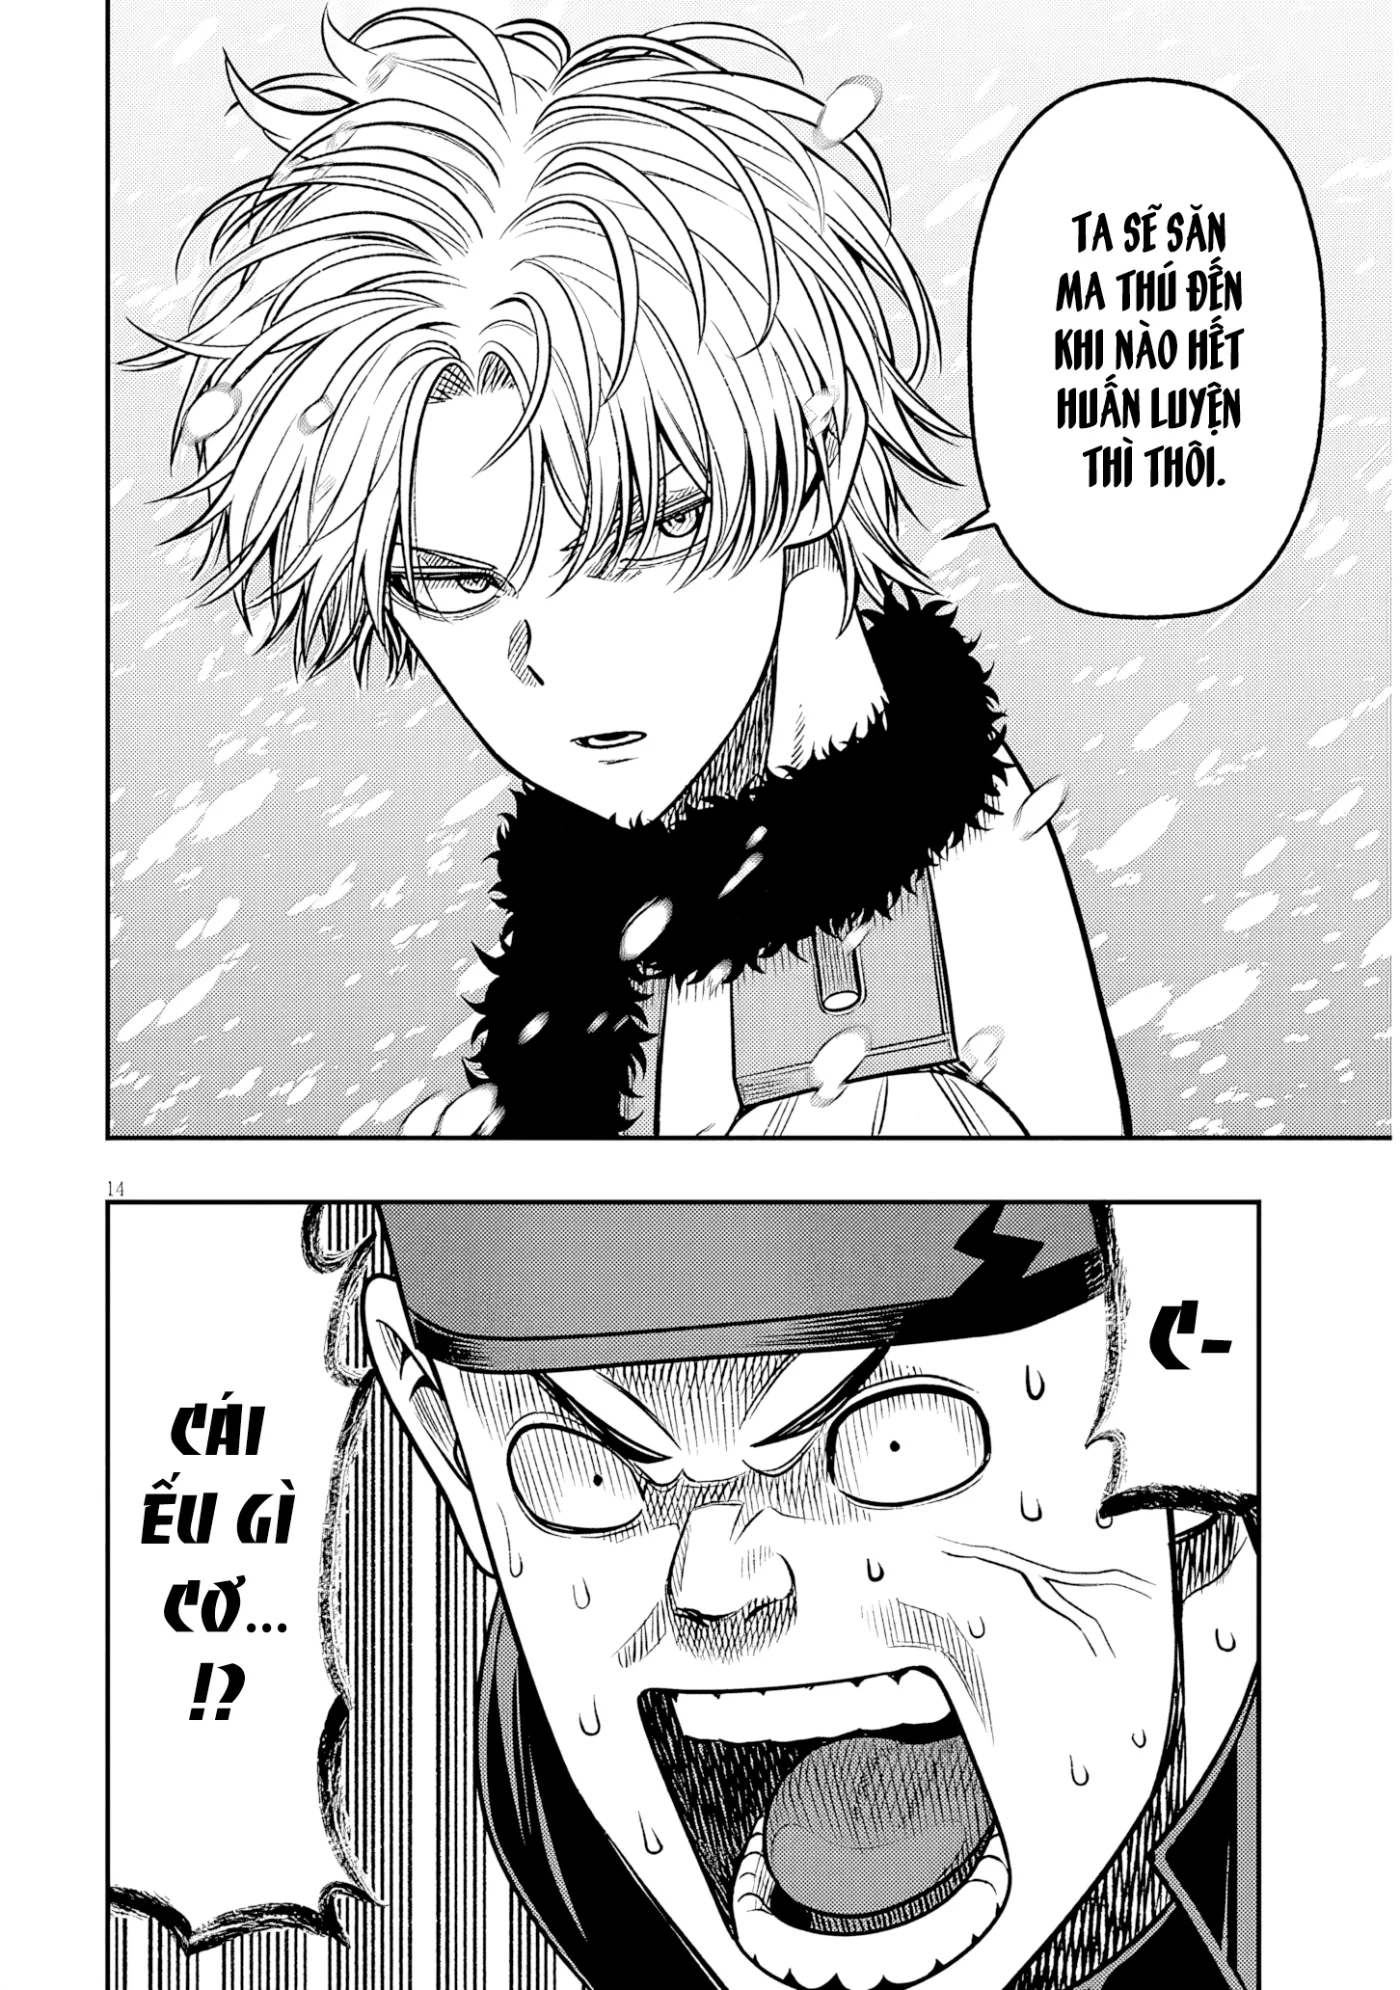 TA SẼ SĂN
MA THÚ ĐẾN
KHI NÀO HẾT
HUẤN LUYỆN
THÌ THÔI.
14
C-
CÁI
ẾU GÌ
CƠ...
!?